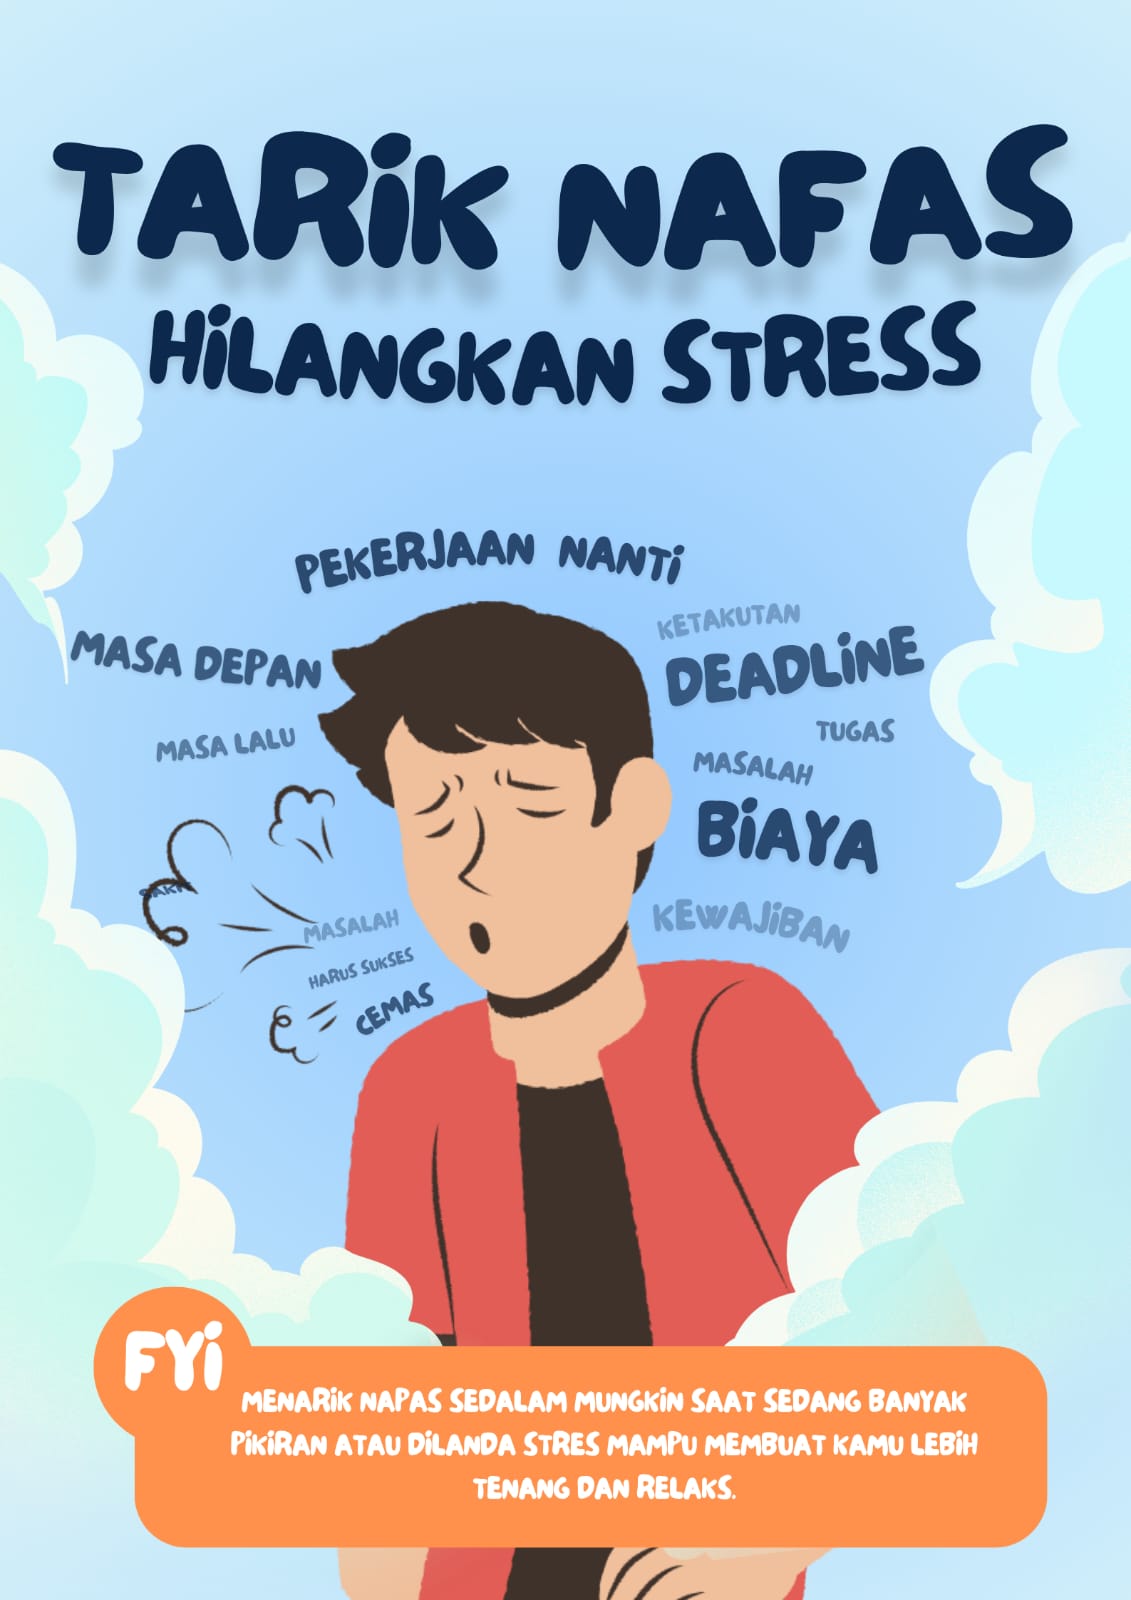 TARIK NAFAS
HILANGKAN STRESS
PEKERJAAN NANTI
KETAKUTAN
MASA DEPAN
DEADLINE
TUGAS
MASA LALU
MASALAH
BIAYA
MASALAH
KEWAJIBAN
HARUS SUKSES
CEMAS
FYI
MENARIK NAPAS SEDALAM MUNGKIN SAAT SEDANG BANYAK
PIKIRAN ATAU DILANDA STRES MAMPU MEMBUAT KAMU LEBIH
TENANG DAN RELAKS.